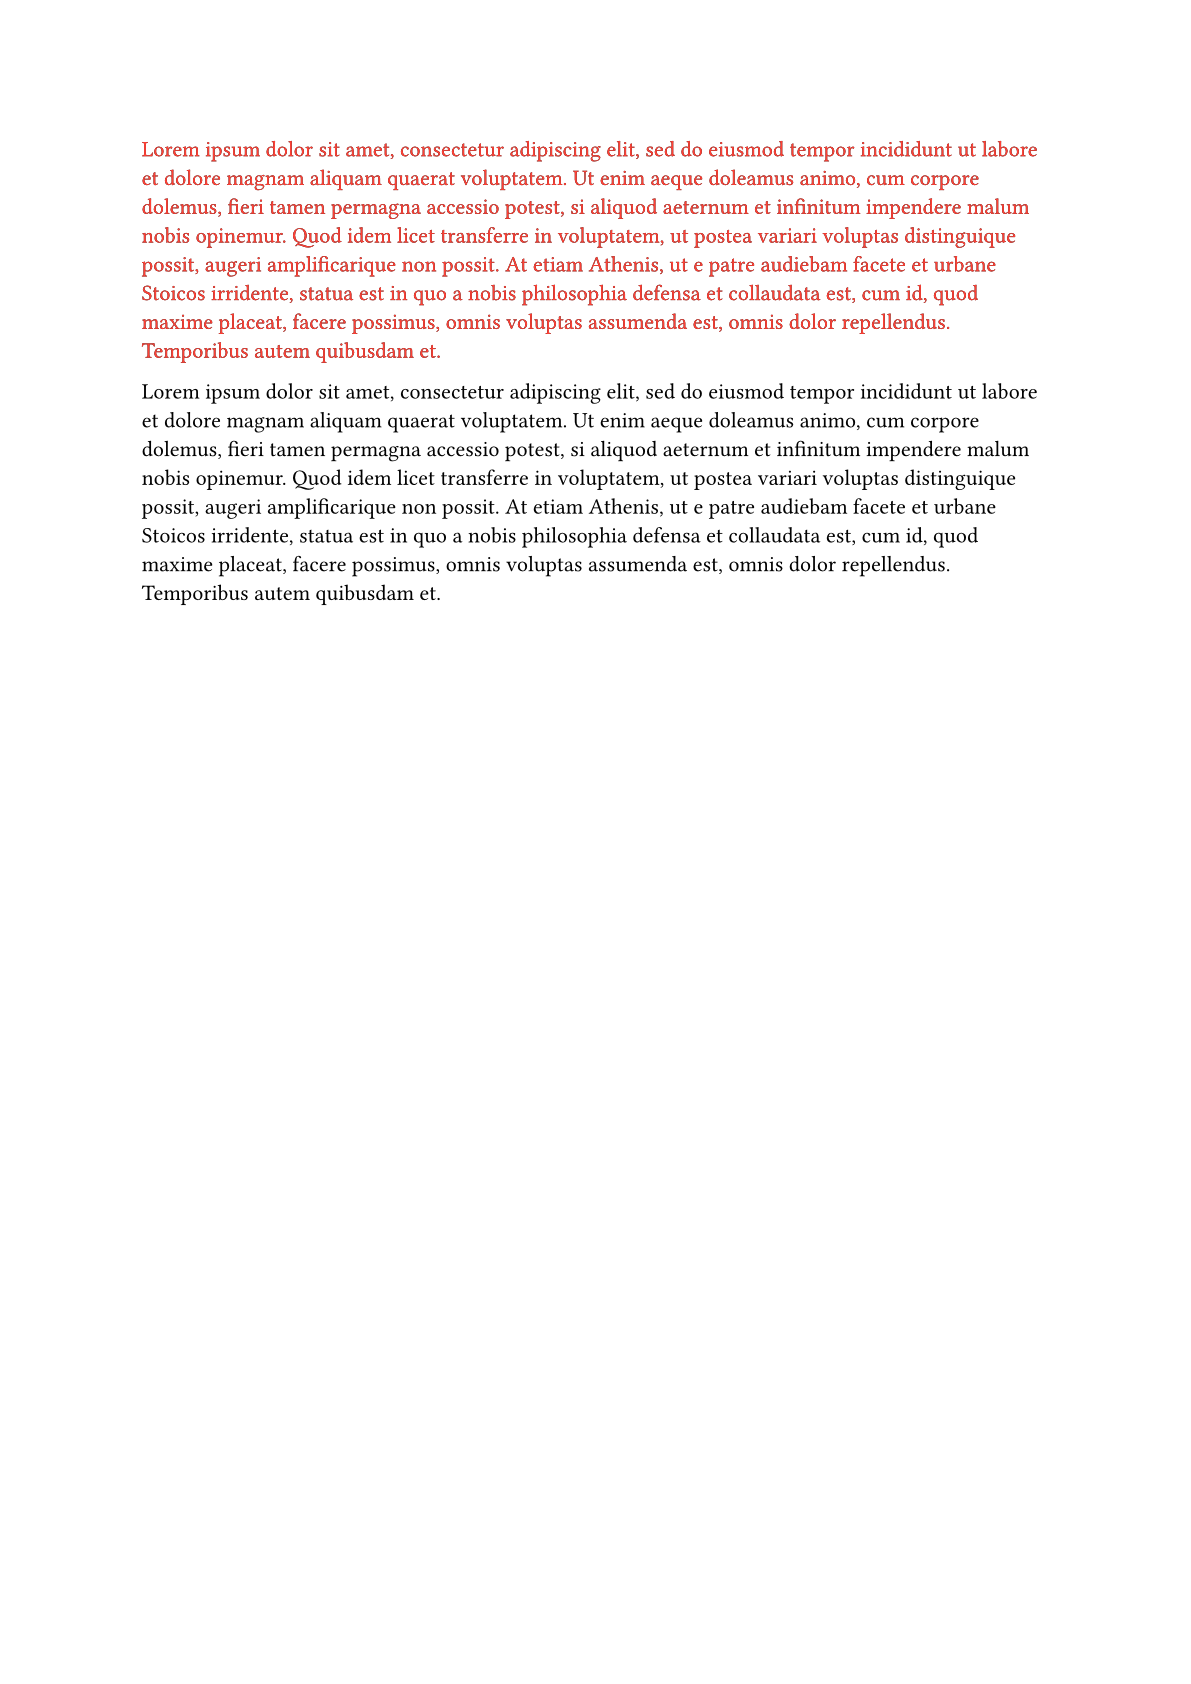 Lorem ipsum dolor sit amet, consectetur adipiscing elit, sed do eiusmod tempor incididunt ut labore
et dolore magnam aliquam quaerat voluptatem. Ut enim aeque doleamus animo, cum corpore
dolemus, fieri tamen permagna accessio potest, si aliquod aeternum et infinitum impendere malum
nobis opinemur. Quod idem licet transferre in voluptatem, ut postea variari voluptas distinguique
possit, augeri amplificarique non possit. At etiam Athenis, ut e patre audiebam facete et urbane
Stoicos irridente, statua est in quo a nobis philosophia defensa et collaudata est, cum id, quod
maxime placeat, facere possimus, omnis voluptas assumenda est, omnis dolor repellendus.
Temporibus autem quibusdam et.
Lorem ipsum dolor sit amet, consectetur adipiscing elit, sed do eiusmod tempor incididunt ut labore
et dolore magnam aliquam quaerat voluptatem. Ut enim aeque doleamus animo, cum corpore
dolemus, fieri tamen permagna accessio potest, si aliquod aeternum et infinitum impendere malum
nobis opinemur. Quod idem licet transferre in voluptatem, ut postea variari voluptas distinguique
possit, augeri amplificarique non possit. At etiam Athenis, ut e patre audiebam facete et urbane
Stoicos irridente, statua est in quo a nobis philosophia defensa et collaudata est, cum id, quod
maxime placeat, facere possimus, omnis voluptas assumenda est, omnis dolor repellendus.
Temporibus autem quibusdam et.